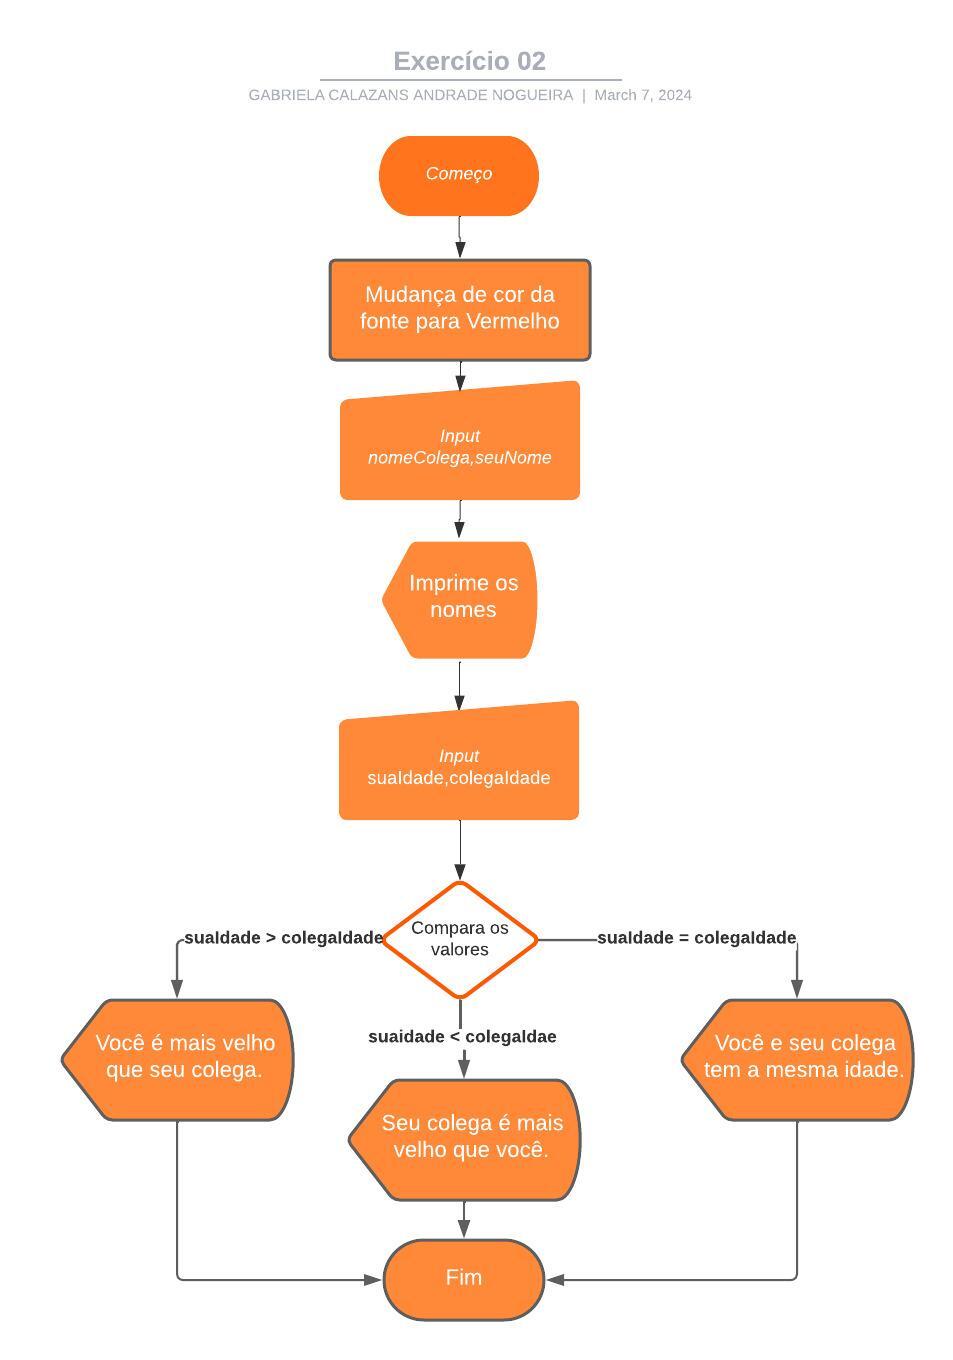 Exercício 02
GABRIELA CALAZANS ANDRADE NOGUEIRA | March 7, 2024
Começo
Mudança de cor da
fonte para Vermelho
Input
nomeColega,seuNome
Imprime os
nomes
Input
suaIdade,colegaIdade
Compara os
valores
suaIdade > colegaIdade
suaIdade = colegaIdade
suaidade < colegaIdae
Você é mais velho
que seu colega.
Você e seu colega
tem a mesma idade.
Seu colega é mais
velho que você.
Fim